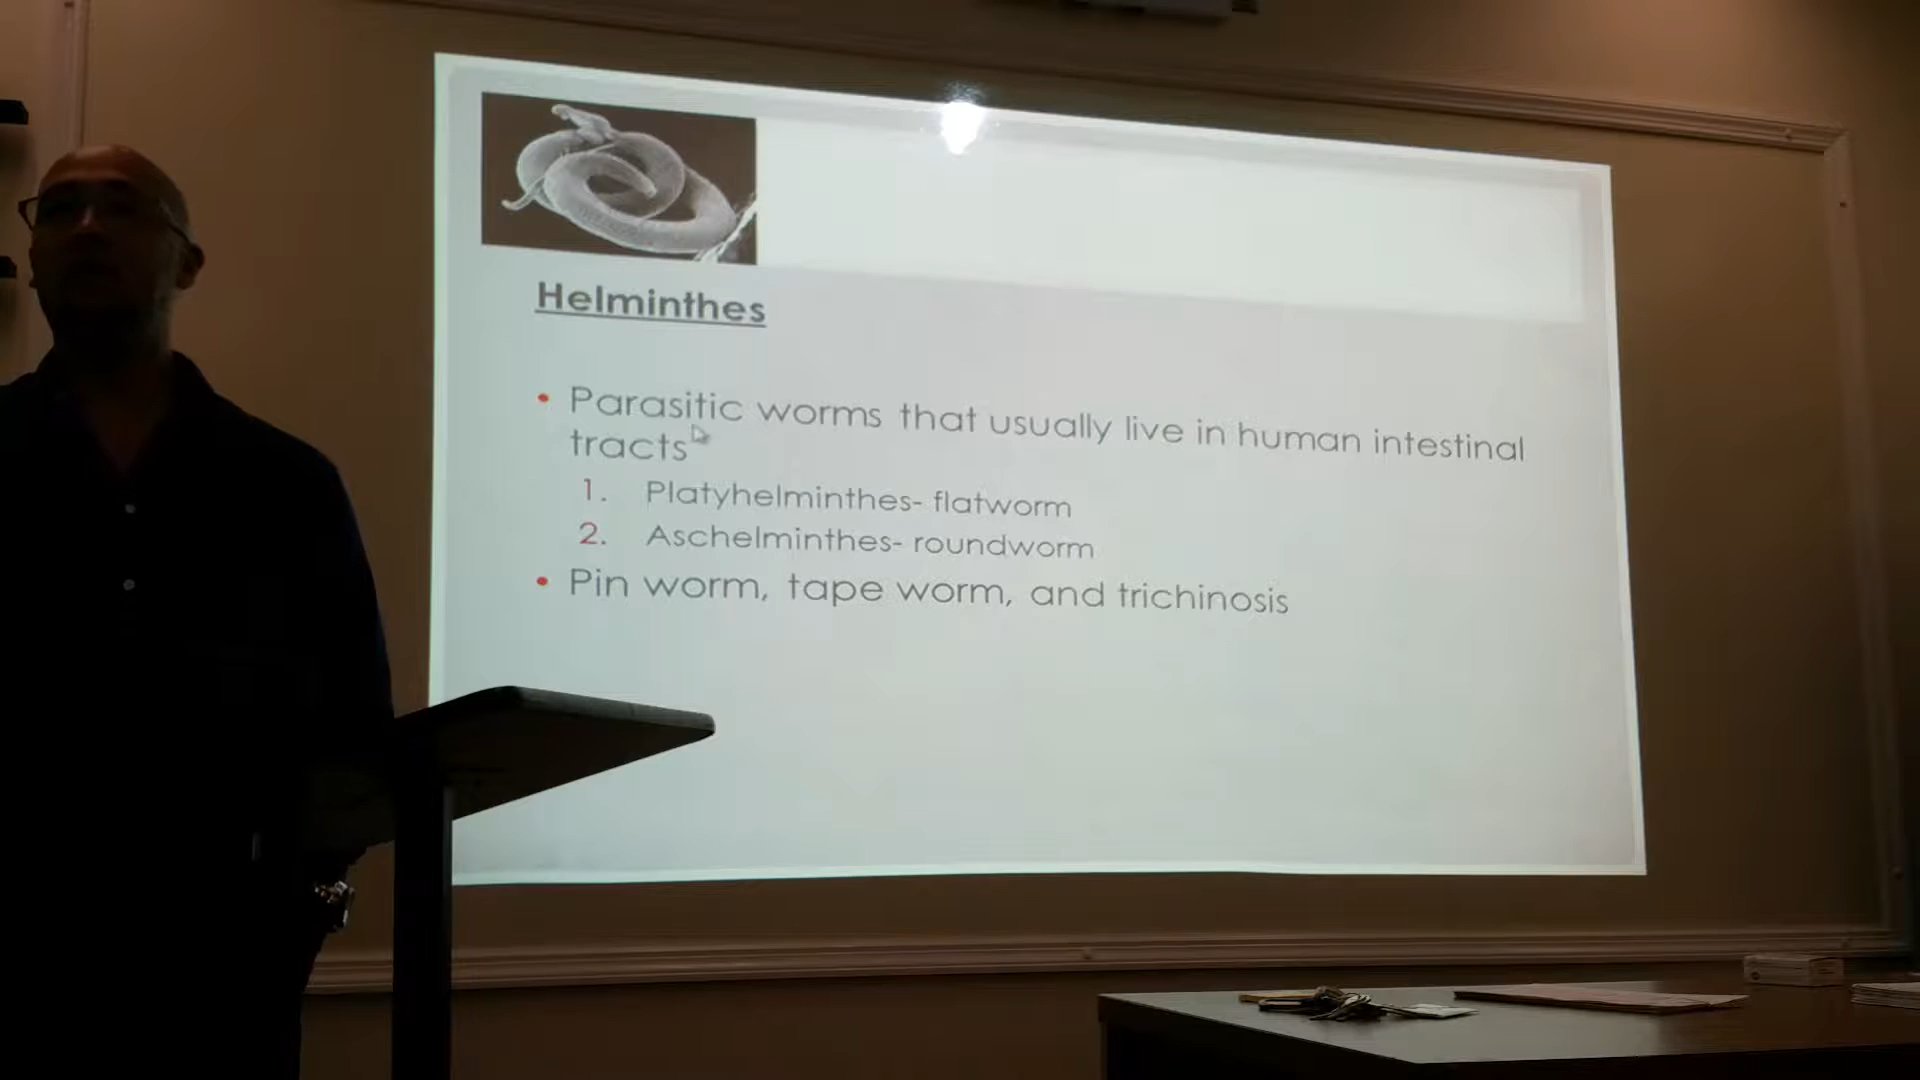 Helminthes
• Parasitic worms that usually live in human intestinal
tracts
1. Platyhelminthes- flatworm
2. Aschelminthes- roundworm
• Pin worm, tape worm, and trichinosis